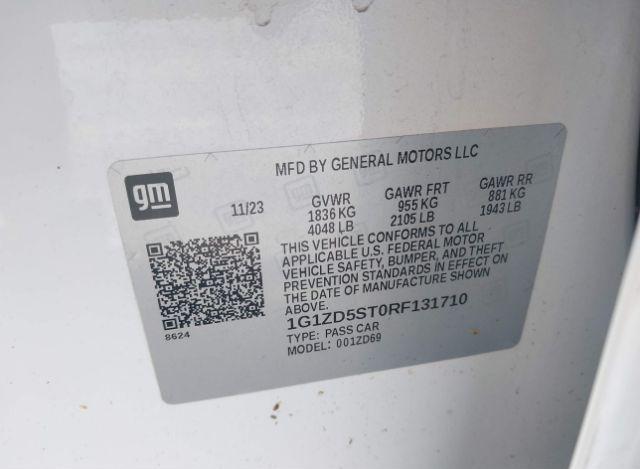 MFD BY GENERAL MOTORS LLC
gm
11/23
GVWR
1836 KG
4048 LB
GAWR FRT
955 KG
2105 LB
GAWR RR
881 KG
1943 LB
THIS VEHICLE CONFORMS TO ALL
APPLICABLE U.S. FEDERAL MOTOR
VEHICLE SAFETY, BUMPER, AND THEFT
PREVENTION STANDARDS IN EFFECT ON
THE DATE OF MANUFACTURE SHOWN
ABOVE.
1G1ZD5ST0RF131710
TYPE: PASS CAR
MODEL: 001ZD69
8624